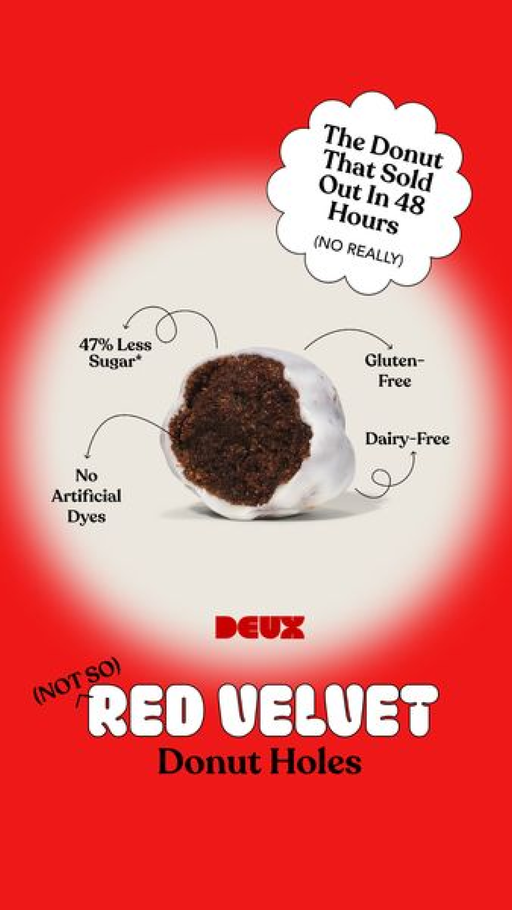 The Donut
That Sold
Out In 48
Hours
(NO REALLY)
47% Less
Sugar*
Gluten-
Free
Dairy-Free
No
Artificial
Dyes
DEUX
(NOT SO)
RED VELVET
Donut Holes